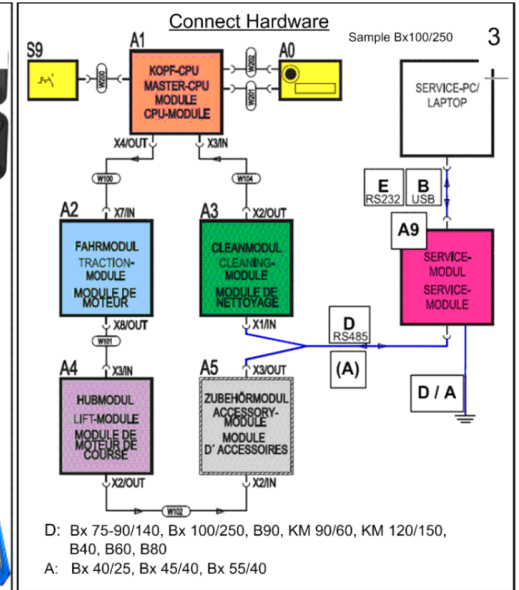 Connect Hardware
Sample Bx100/250
3
S9
A1
A0
W200
KOPF-CPU
MASTER-CPU
MODULE
CPU-MODULE
W202
W201
SERVICE-PC/
LAPTOP
X4/OUT
X3/IN
W100
W104
E
RS232
B
USB
A2
X7/IN
A3
X2/OUT
A9
FAHRMODUL
TRACTION-
MODULE
MODULE DE
MOTEUR
CLEANMODUL
CLEANING-
MODULE
MODULE DE
NETTOYAGE
SERVICE-
MODUL
SERVICE-
MODULE
X8/OUT
X1/IN
W101
D
RS485
(A)
A4
X3/IN
A5
X3/OUT
D / A
HUBMODUL
LIFT-MODULE
MODULE DE
MOTEUR DE
COURSE
ZUBEHÖRMODUL
ACCESSORY-
MODULE
MODULE
D´ACCESSOIRES
X2/OUT
X2/IN
W102
D: Bx 75-90/140, Bx 100/250, B90, KM 90/60, KM 120/150,
B40, B60, B80
A: Bx 40/25, Bx 45/40, Bx 55/40